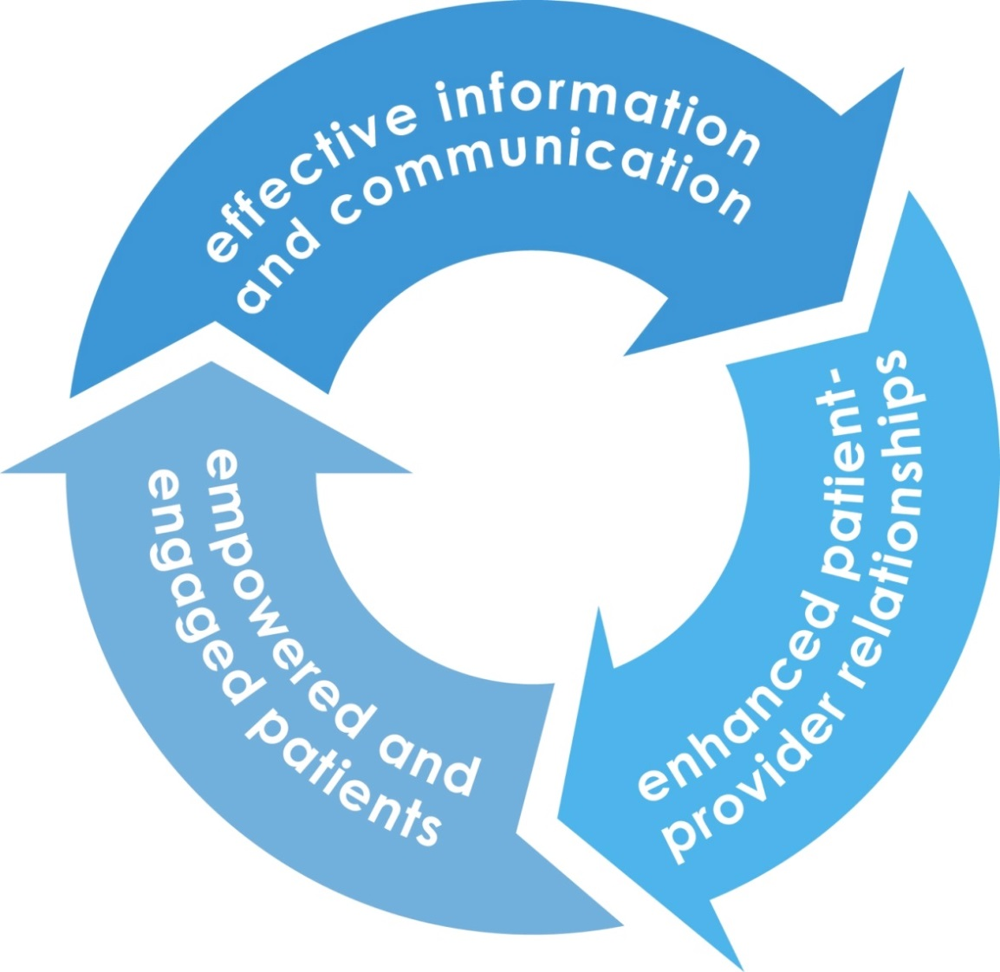 effective information
and communication
enhanced patient-
provider relationships
empowered and
engaged patients